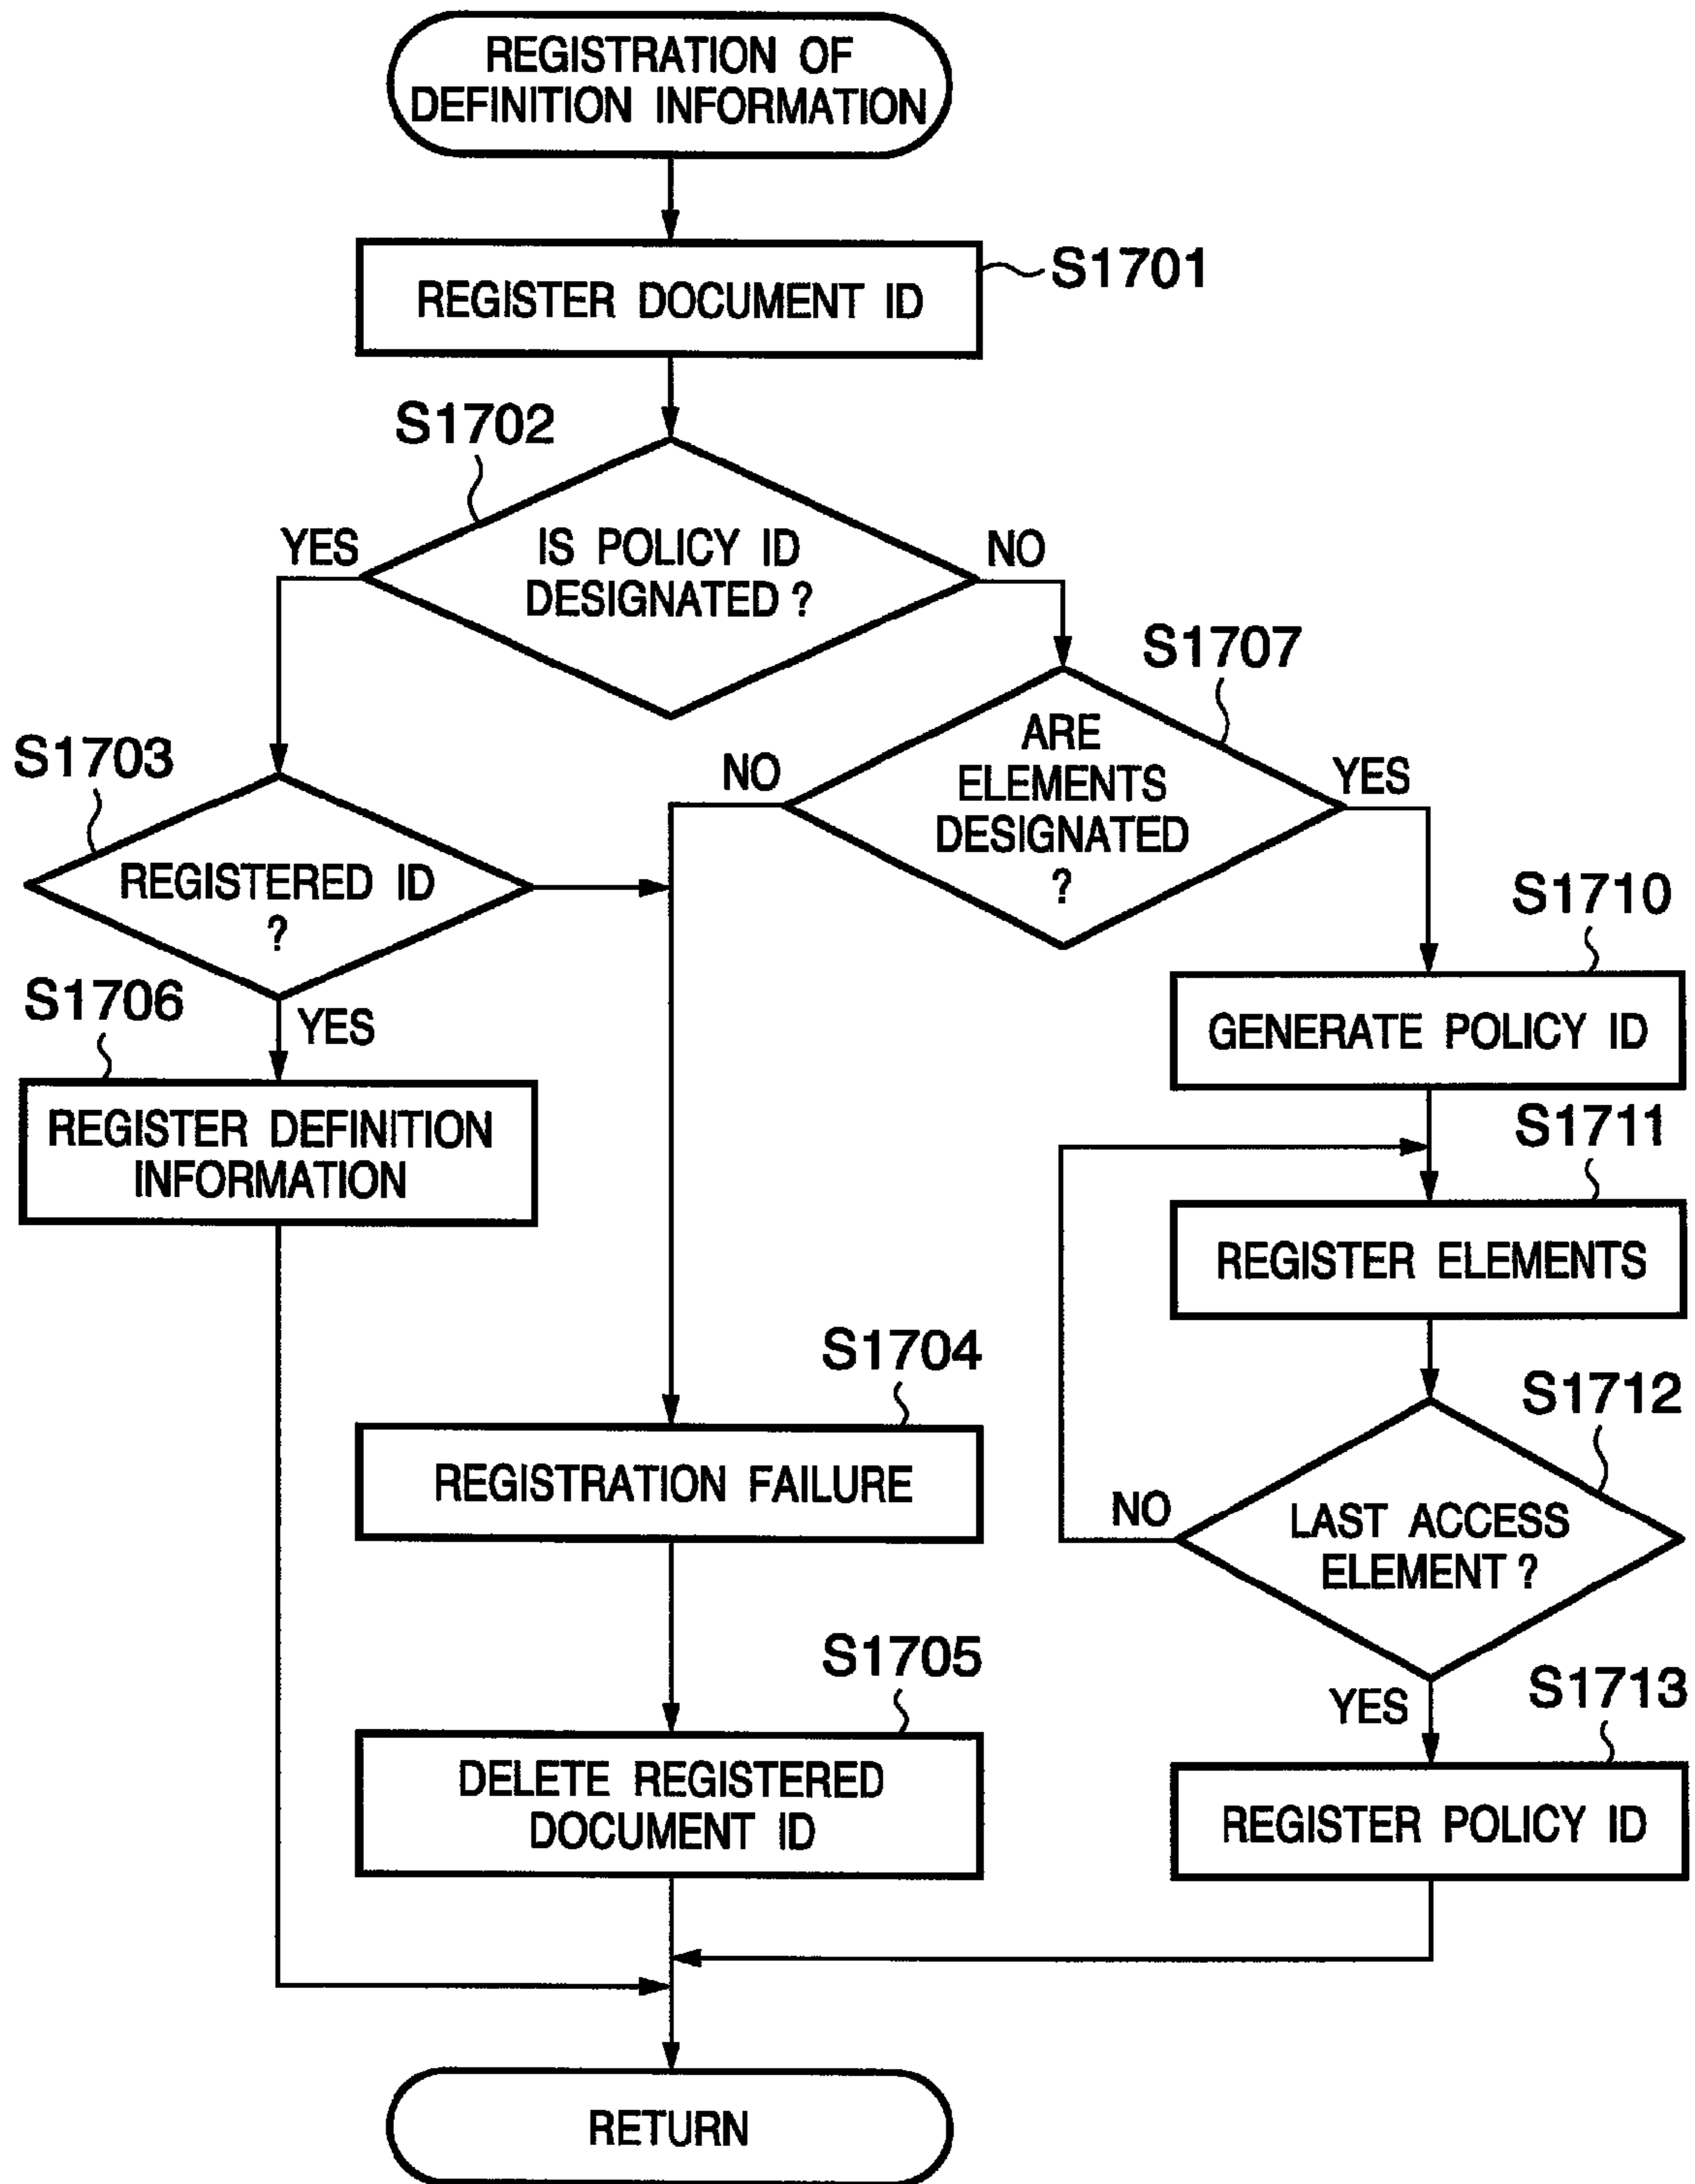 REGISTRATION OF
DEFINITION INFORMATION
S1701
REGISTER DOCUMENT ID
S1702
YES
IS POLICY ID
DESIGNATED ?
NO
S1707
ARE
ELEMENTS
DESIGNATED
?
NO
YES
S1703
REGISTERED ID
?
YES
S1706
REGISTER DEFINITION
INFORMATION
S1710
GENERATE POLICY ID
S1711
REGISTER ELEMENTS
S1704
REGISTRATION FAILURE
S1712
LAST ACCESS
ELEMENT ?
NO
YES
S1705
DELETE REGISTERED
DOCUMENT ID
S1713
REGISTER POLICY ID
RETURN